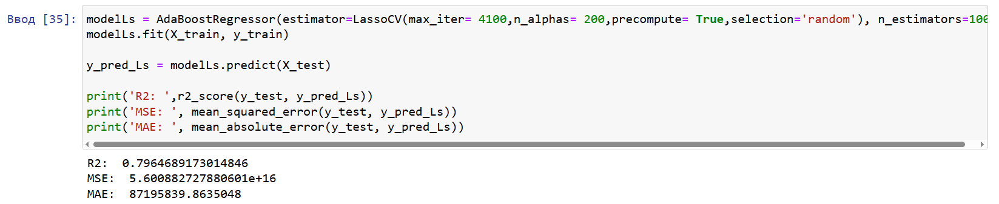 Ввод [35]: modelLs = AdaBoostRegressor(estimator=LassoCV(max_iter= 4100,n_alphas= 200,precompute= True,selection='random'), n_estimators=100
modelLs.fit(X_train, y_train)
y_pred_Ls = modelLs.predict(X_test)
print('R2: ',r2_score(y_test, y_pred_Ls))
print('MSE: ', mean_squared_error(y_test, y_pred_Ls))
print('MAE: ', mean_absolute_error(y_test, y_pred_Ls))
R2:  0.7964689173014846
MSE:  5.600882727880601e+16
MAE:  87195839.8635048